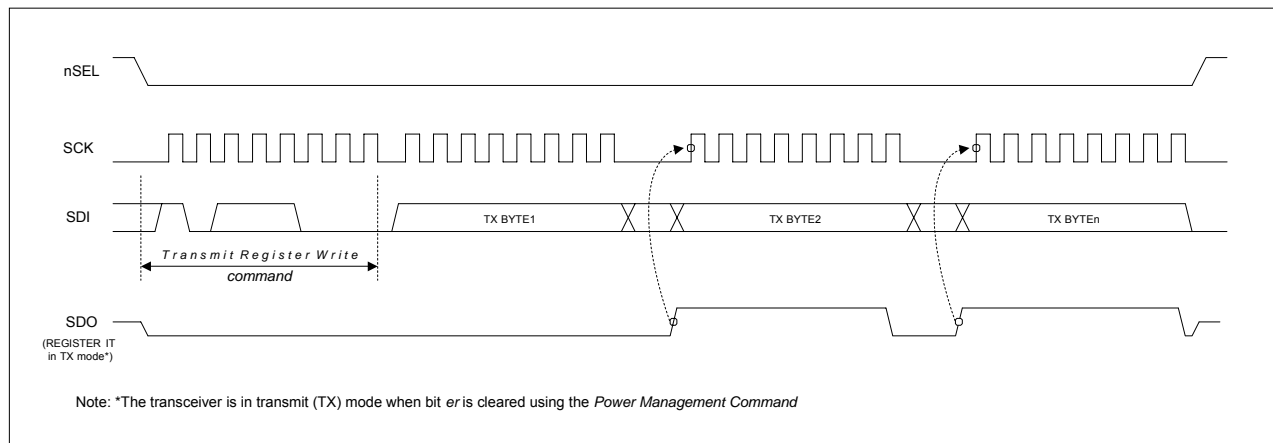 nSEL
SCK
SDI
TX BYTE1
TX BYTE2
TX BYTEn
Transmit Register Write
command
SDO
(REGISTER IT
in TX mode*)
Note: *The transceiver is in transmit (TX) mode when bit er is cleared using the Power Management Command